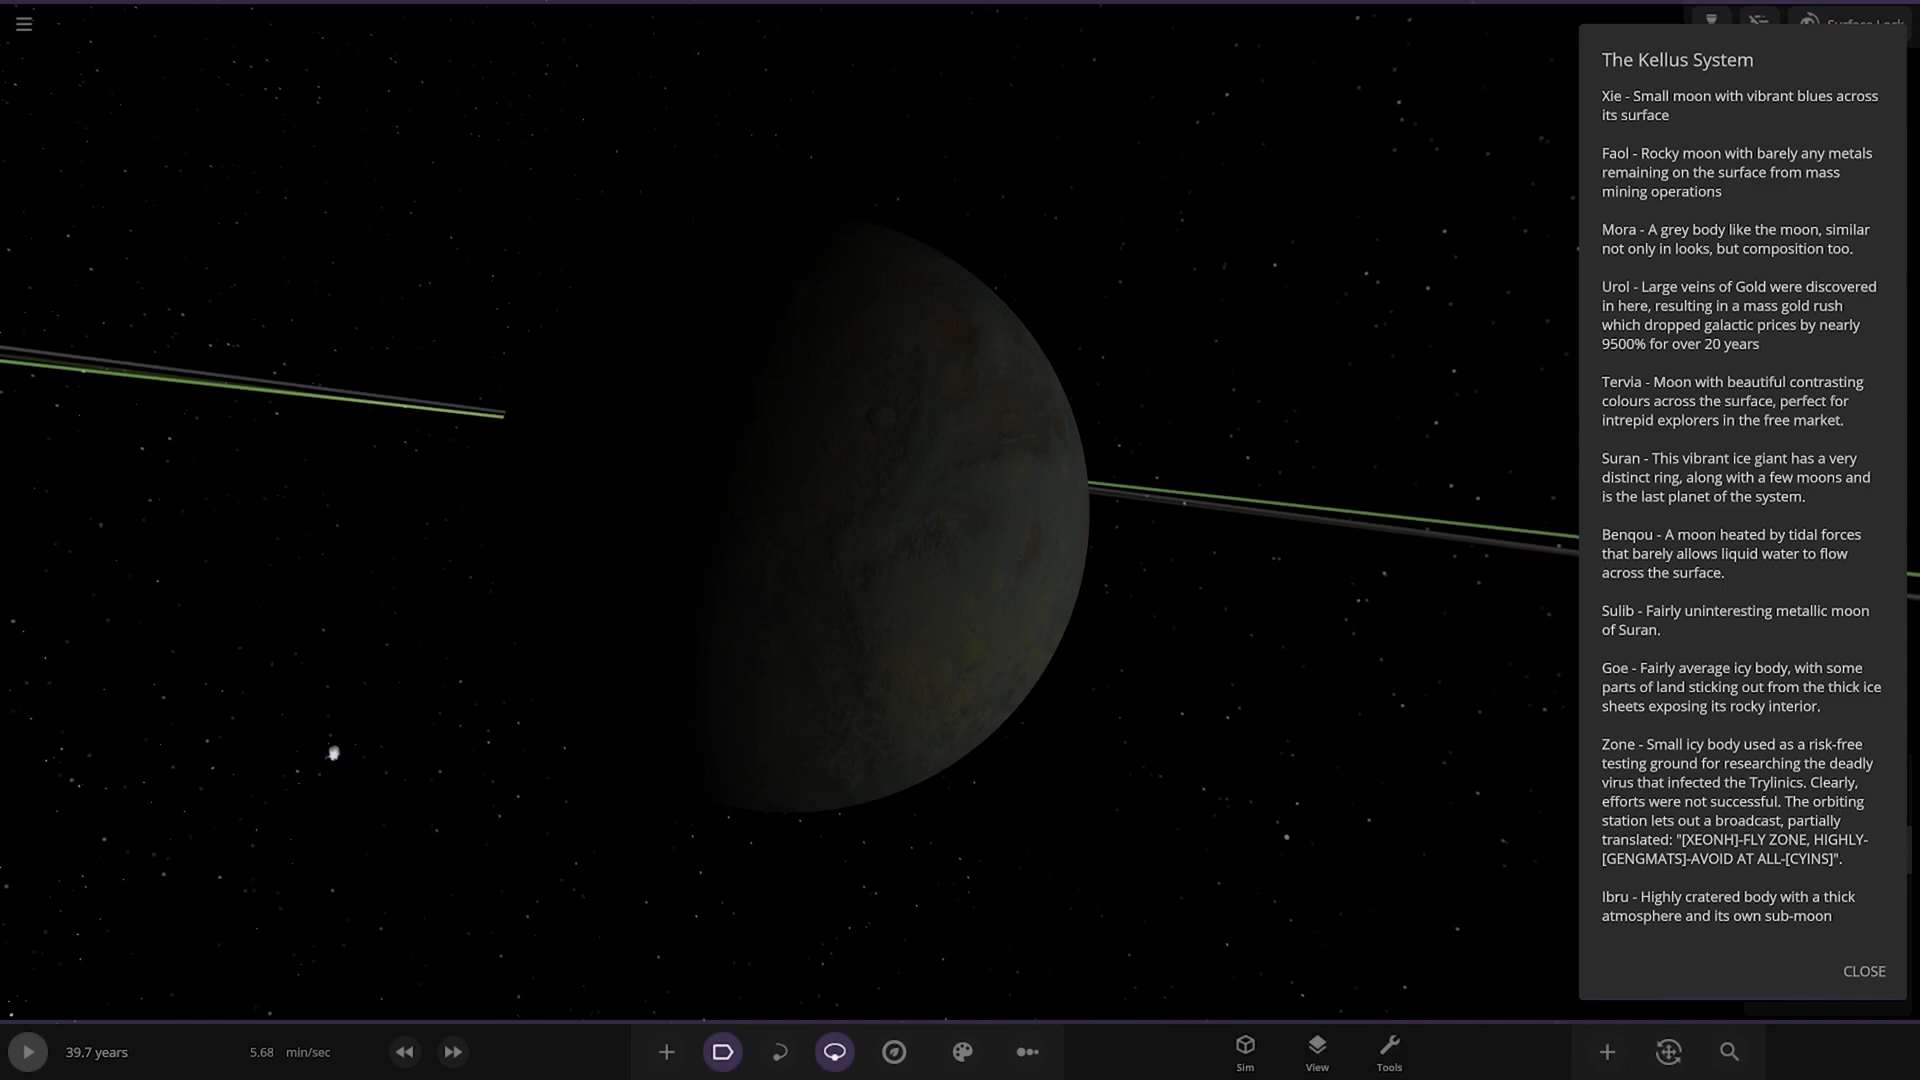 Surface Lock
The Kellus System
Xie - Small moon with vibrant blues across
its surface
Faol - Rocky moon with barely any metals
remaining on the surface from mass
mining operations
Mora - A grey body like the moon, similar
not only in looks, but composition too.
Urol - Large veins of Gold were discovered
in here, resulting in a mass gold rush
which dropped galactic prices by nearly
9500% for over 20 years
Tervia - Moon with beautiful contrasting
colours across the surface, perfect for
intrepid explorers in the free market.
Suran - This vibrant ice giant has a very
distinct ring, along with a few moons and
is the last planet of the system.
Benqou - A moon heated by tidal forces
that barely allows liquid water to flow
across the surface.
Sulib - Fairly uninteresting metallic moon
of Suran.
Goe - Fairly average icy body, with some
parts of land sticking out from the thick ice
sheets exposing its rocky interior.
Zone - Small icy body used as a risk-free
testing ground for researching the deadly
virus that infected the Trylinics. Clearly,
efforts were not successful. The orbiting
station lets out a broadcast, partially
translated: "[XEONH]-FLY ZONE, HIGHLY-
[GENGMATS]-AVOID AT ALL-[CYINS]".
Ibru - Highly cratered body with a thick
atmosphere and its own sub-moon
CLOSE
39.7 years
5.68 min/sec
Sim
View
Tools